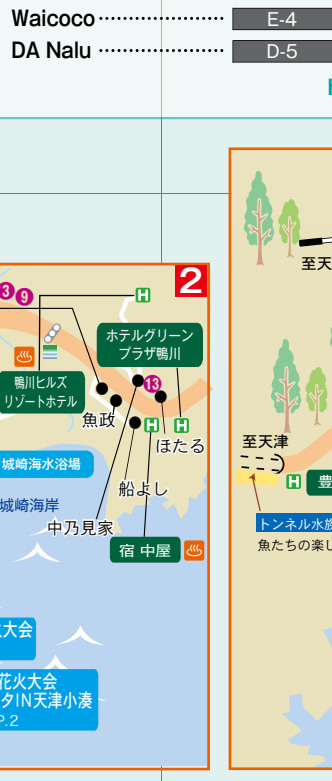 Waicoco
E-4
DA Nalu
D-5
2
3 9
H
ホテルグリーン
プラザ鴨川
至天
鴨川ヒルズ
リゾートホテル
13
魚政
H
H
ほたる
至天津
城崎海水浴場
船よし
H
豊
城崎海岸
中乃見家
トンネル水族
宿 中屋
魚たちの楽し
大会
花火大会
タIN天津小湊
P.2